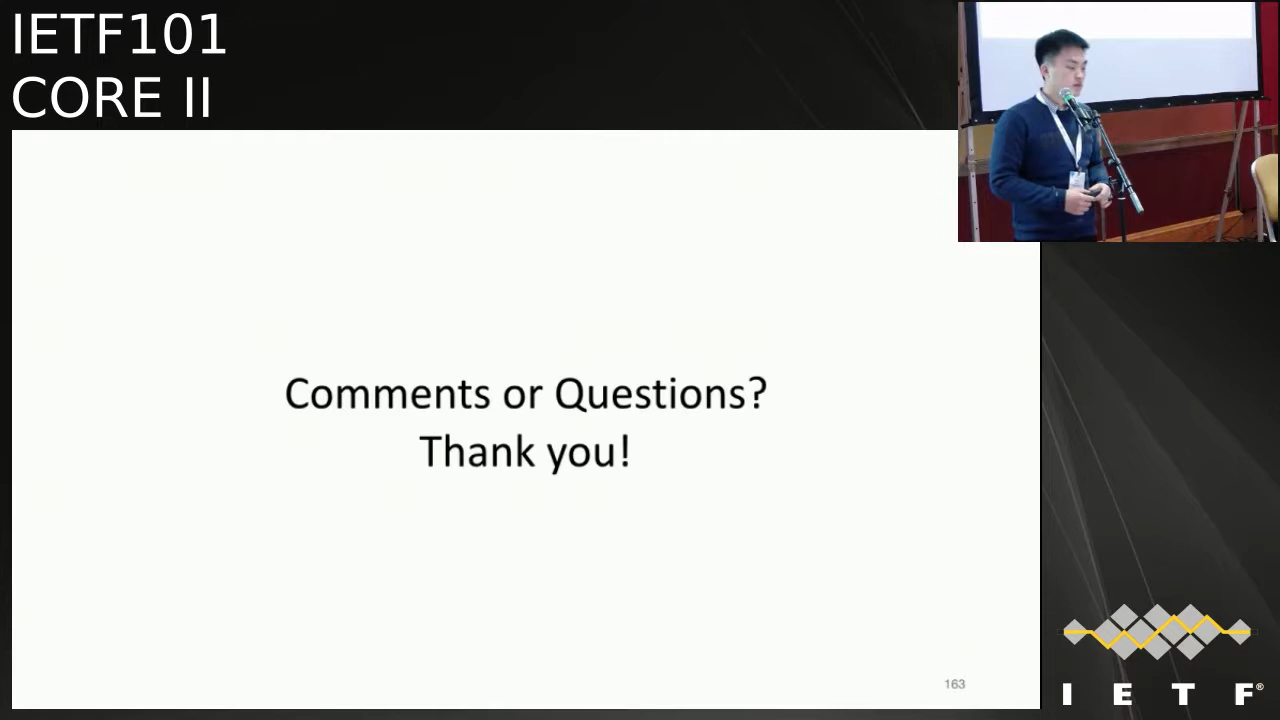 IETF101
CORE II
Comments or Questions?
Thank you!
163
I E T F®